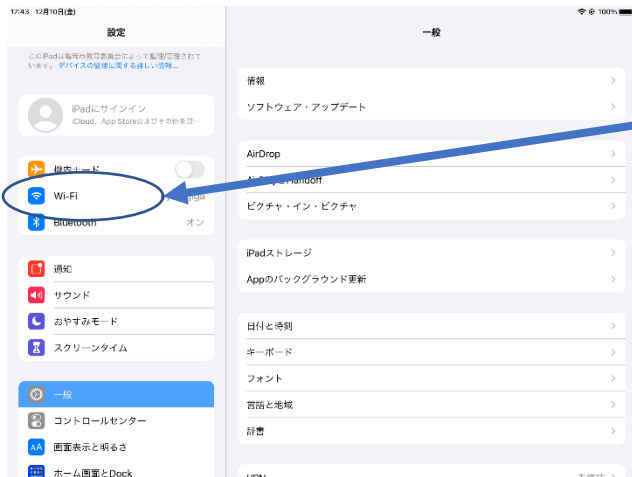 17:43 12月10日(金)
100%
設定
一般
このiPadは福岡市教育委員会によって監理/管理されて
います。デバイスの監理に関する詳しい情報...
iPadにサインイン
iCloud、App Storeおよびその他を設…
機内モード
Wi-Fi
giga
Bluetooth
オン
通知
サウンド
おやすみモード
スクリーンタイム
一般
コントロールセンター
AA 画面表示と明るさ
ホーム画面とDock
情報
ソフトウェア・アップデート
AirDrop
Handoff
ピクチャ・イン・ピクチャ
iPadストレージ
Appのバックグラウンド更新
日付と時刻
キーボード
フォント
言語と地域
辞書
VPN
未接続